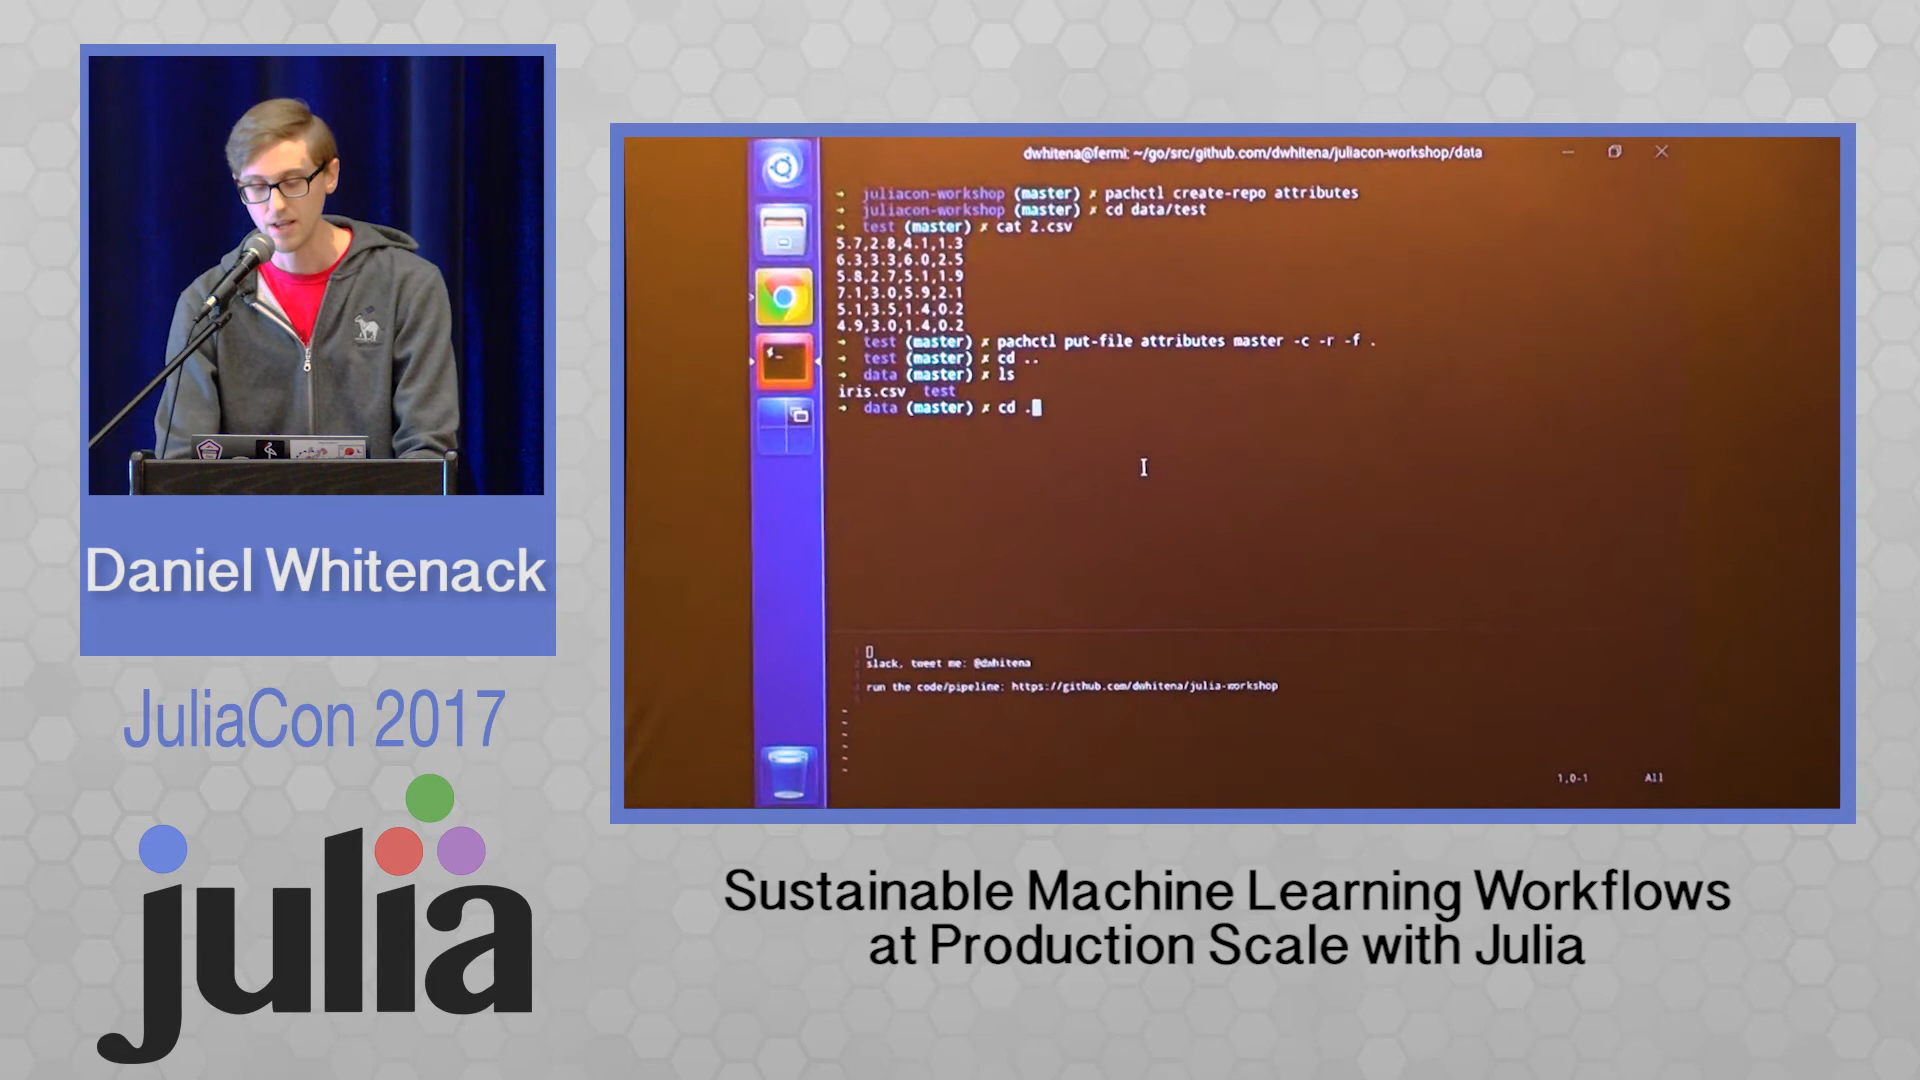 Daniel Whitenack
JuliaCon 2017
julia
dwhitena@fermi: ~/go/src/github.com/dwhitena/juliacon-workshop/data
→ juliacon-workshop (master) ✗ pachctl create-repo attributes
→ juliacon-workshop (master) ✗ cd data/test
→ test (master) ✗ cat 2.csv
5.7,2.8,4.1,1.3
6.3,3.3,6.0,2.5
5.8,2.7,5.1,1.9
7.1,3.0,5.9,2.1
5.1,3.5,1.4,0.2
4.9,3.0,1.4,0.2
→ test (master) ✗ pachctl put-file attributes master -c -r -f .
→ test (master) ✗ cd ..
→ data (master) ✗ ls
iris.csv test
→ data (master) ✗ cd .
slack, tweet me: @dwhitena
run the code/pipeline: https://github.com/dwhitena/julia-workshop
~
~
~
~
~
~
1,0-1 All
Sustainable Machine Learning Workflows
at Production Scale with Julia